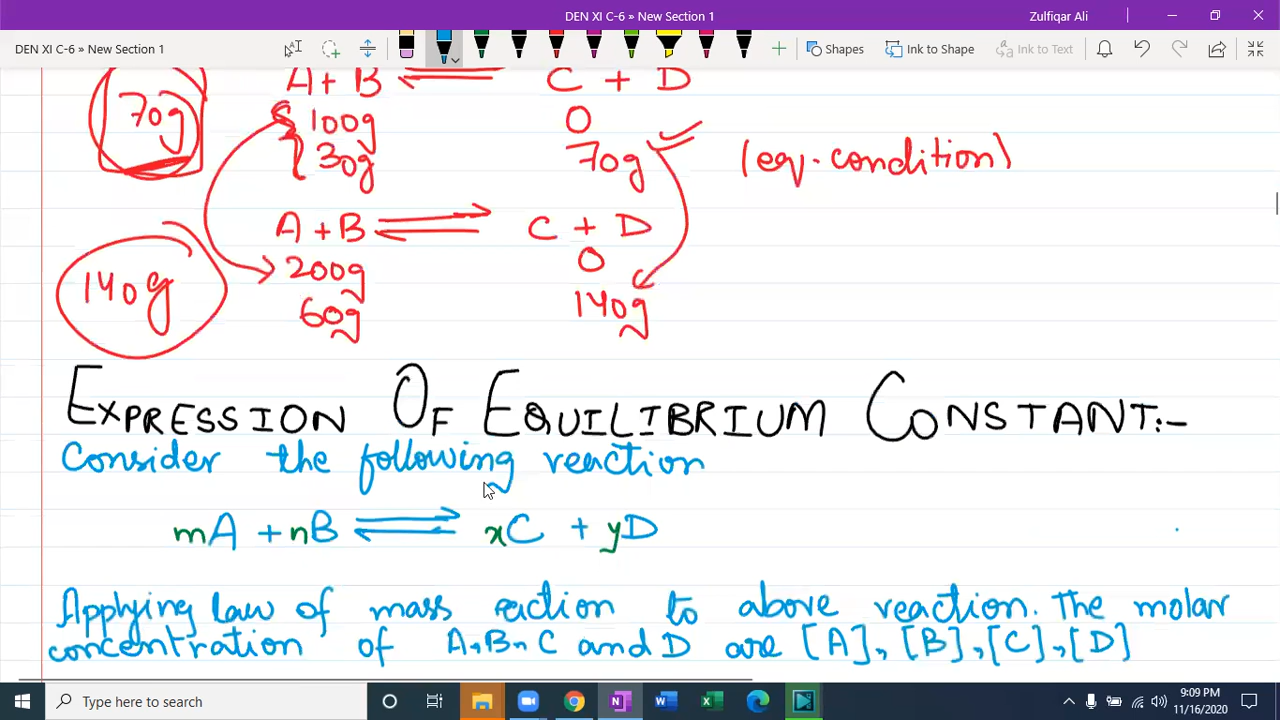 DEN XI C-6 » New Section 1
Zulfiqar Ali
DEN XI C-6 » New Section 1
Shapes
Ink to Shape
Ink to Text
A + B ⇌ C + D
70g
100g 0
30g 70g (eq. condition)
A + B ⇌ C + D
200g 0
140g
60g 140g
EXPRESSION OF EQUILIBRIUM CONSTANT:-
Consider the following reaction
mA + nB ⇌ xC + yD
Applying law of mass action to above reaction. The molar
concentration of A, B, C and D are [A], [B], [C], [D]
Type here to search
9:09 PM
11/16/2020